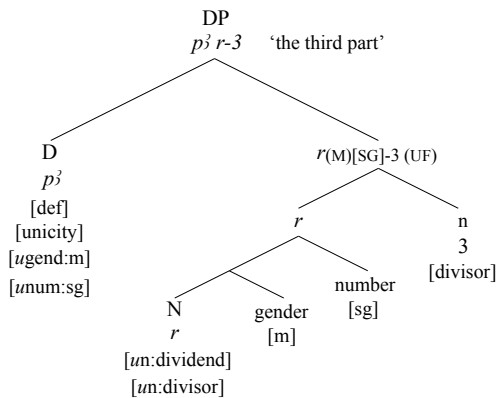 DP
pꜣ r-3 ‘the third part’
D
pꜣ
[def]
[unicity]
[ugend:m]
[unum:sg]
r(M)[SG]-3 (UF)
r
n
3
[divisor]
N
r
[un:dividend]
[un:divisor]
gender
[m]
number
[sg]